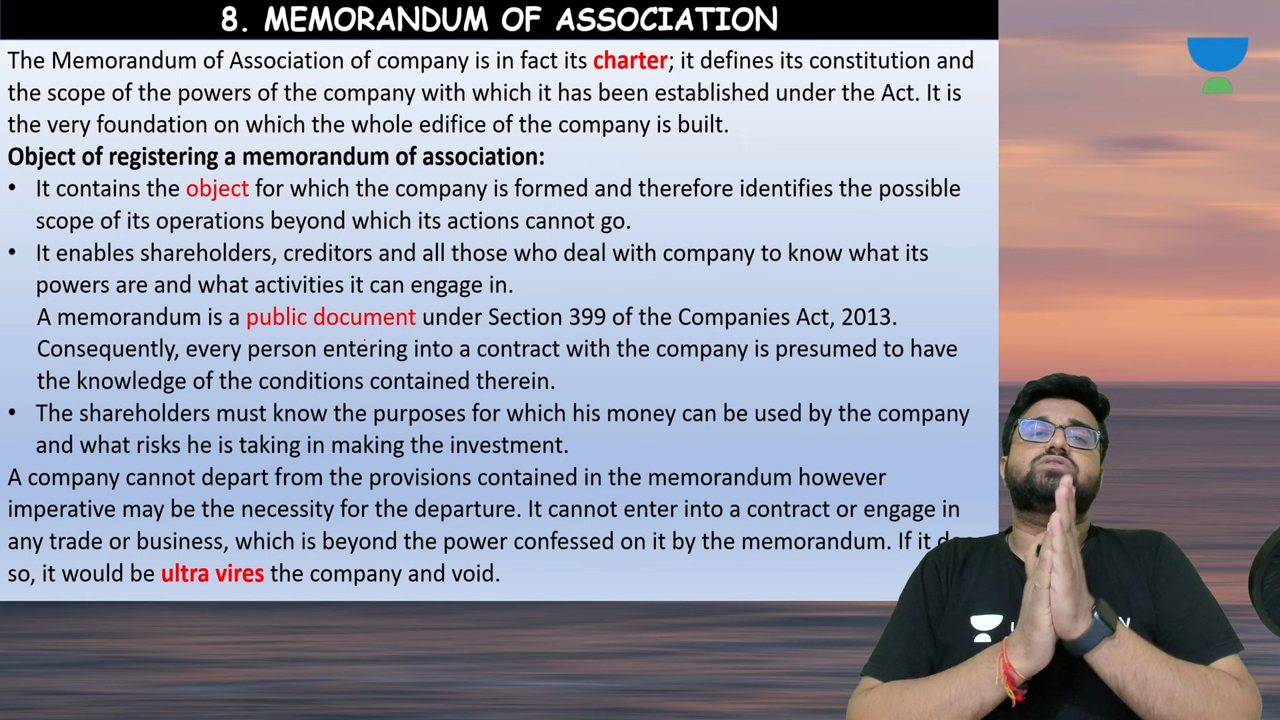 8. MEMORANDUM OF ASSOCIATION
The Memorandum of Association of company is in fact its charter; it defines its constitution and
the scope of the powers of the company with which it has been established under the Act. It is
the very foundation on which the whole edifice of the company is built.
Object of registering a memorandum of association:
• It contains the object for which the company is formed and therefore identifies the possible
scope of its operations beyond which its actions cannot go.
• It enables shareholders, creditors and all those who deal with company to know what its
powers are and what activities it can engage in.
A memorandum is a public document under Section 399 of the Companies Act, 2013.
Consequently, every person entering into a contract with the company is presumed to have
the knowledge of the conditions contained therein.
• The shareholders must know the purposes for which his money can be used by the company
and what risks he is taking in making the investment.
A company cannot depart from the provisions contained in the memorandum however
imperative may be the necessity for the departure. It cannot enter into a contract or engage in
any trade or business, which is beyond the power confessed on it by the memorandum. If it
so, it would be ultra vires the company and void.